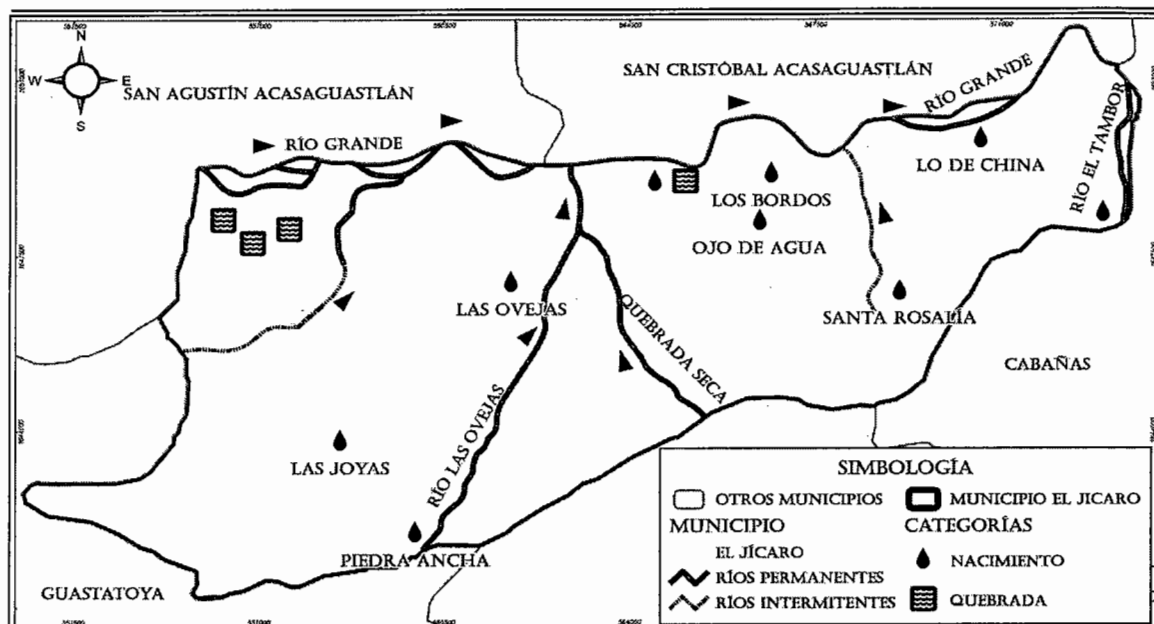 N
W E
S
SAN AGUSTÍN ACASAGUASTLÁN
SAN CRISTÓBAL ACASAGUASTLÁN
RÍO GRANDE
RÍO GRANDE
RÍO EL TAMBOR
LO DE CHINA
LOS BORDOS
OJO DE AGUA
LAS OVEJAS
QUEBRADA SECA
SANTA ROSALÍA
CABAÑAS
RÍO LAS OVEJAS
LAS JOYAS
PIEDRA ANCHA
GUASTATOYA
SIMBOLOGÍA
OTROS MUNICIPIOS
MUNICIPIO EL JICARO
MUNICIPIO
CATEGORÍAS
EL JÍCARO
NACIMIENTO
RÍOS PERMANENTES
RÍOS INTERMITENTES
QUEBRADA